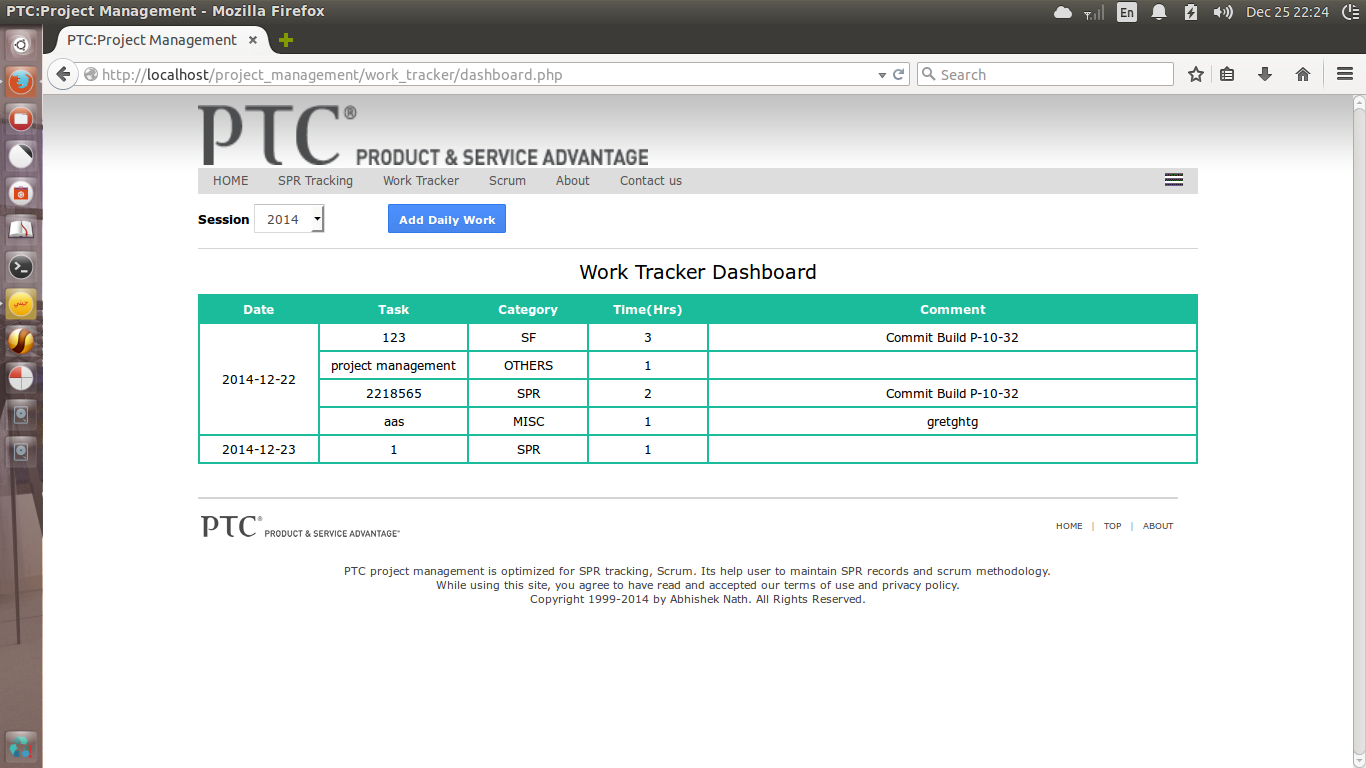 PTC:Project Management - Mozilla Firefox
En
Dec 25 22:24
PTC:Project Management
http://localhost/project_management/work_tracker/dashboard.php
Search
PTC® PRODUCT & SERVICE ADVANTAGE
HOME SPR Tracking Work Tracker Scrum About Contact us
Session 2014 Add Daily Work
Work Tracker Dashboard
Date Task Category Time(Hrs) Comment
2014-12-22 123 SF 3 Commit Build P-10-32
project management OTHERS 1
2218565 SPR 2 Commit Build P-10-32
aas MISC 1 gretghtg
2014-12-23 1 SPR 1
PTC® PRODUCT & SERVICE ADVANTAGE
HOME | TOP | ABOUT
PTC project management is optimized for SPR tracking, Scrum. Its help user to maintain SPR records and scrum methodology.
While using this site, you agree to have read and accepted our terms of use and privacy policy.
Copyright 1999-2014 by Abhishek Nath. All Rights Reserved.